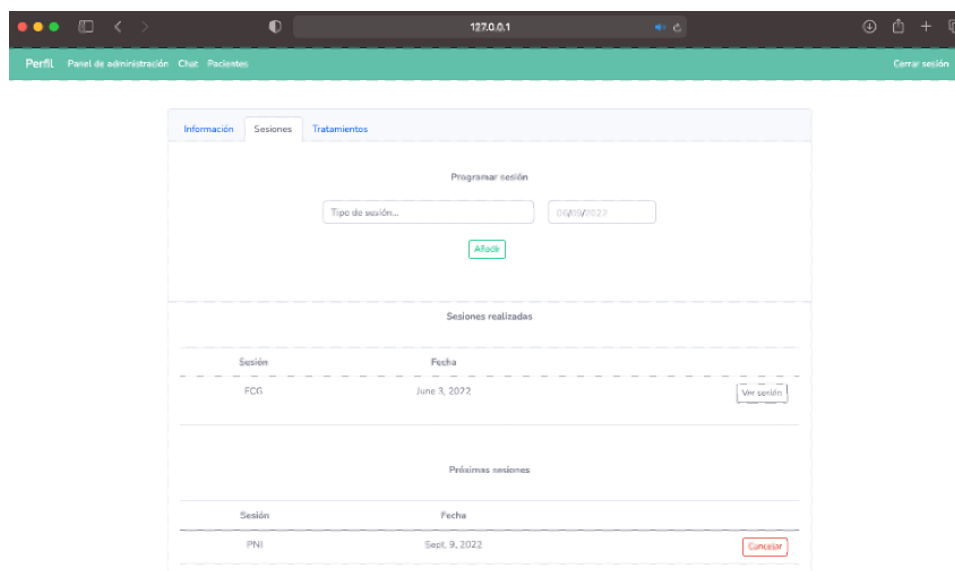 127.0.0.1
Perfil Panel de administración Chat Pacientes Cerrar sesión
Información Sesiones Tratamientos
Programar sesión
Tipo de sesión... 06/09/2022
Añadir
Sesiones realizadas
Sesión Fecha
ECG June 3, 2022 Ver sesión
Próximas sesiones
Sesión Fecha
PNI Sept. 9, 2022 Cancelar